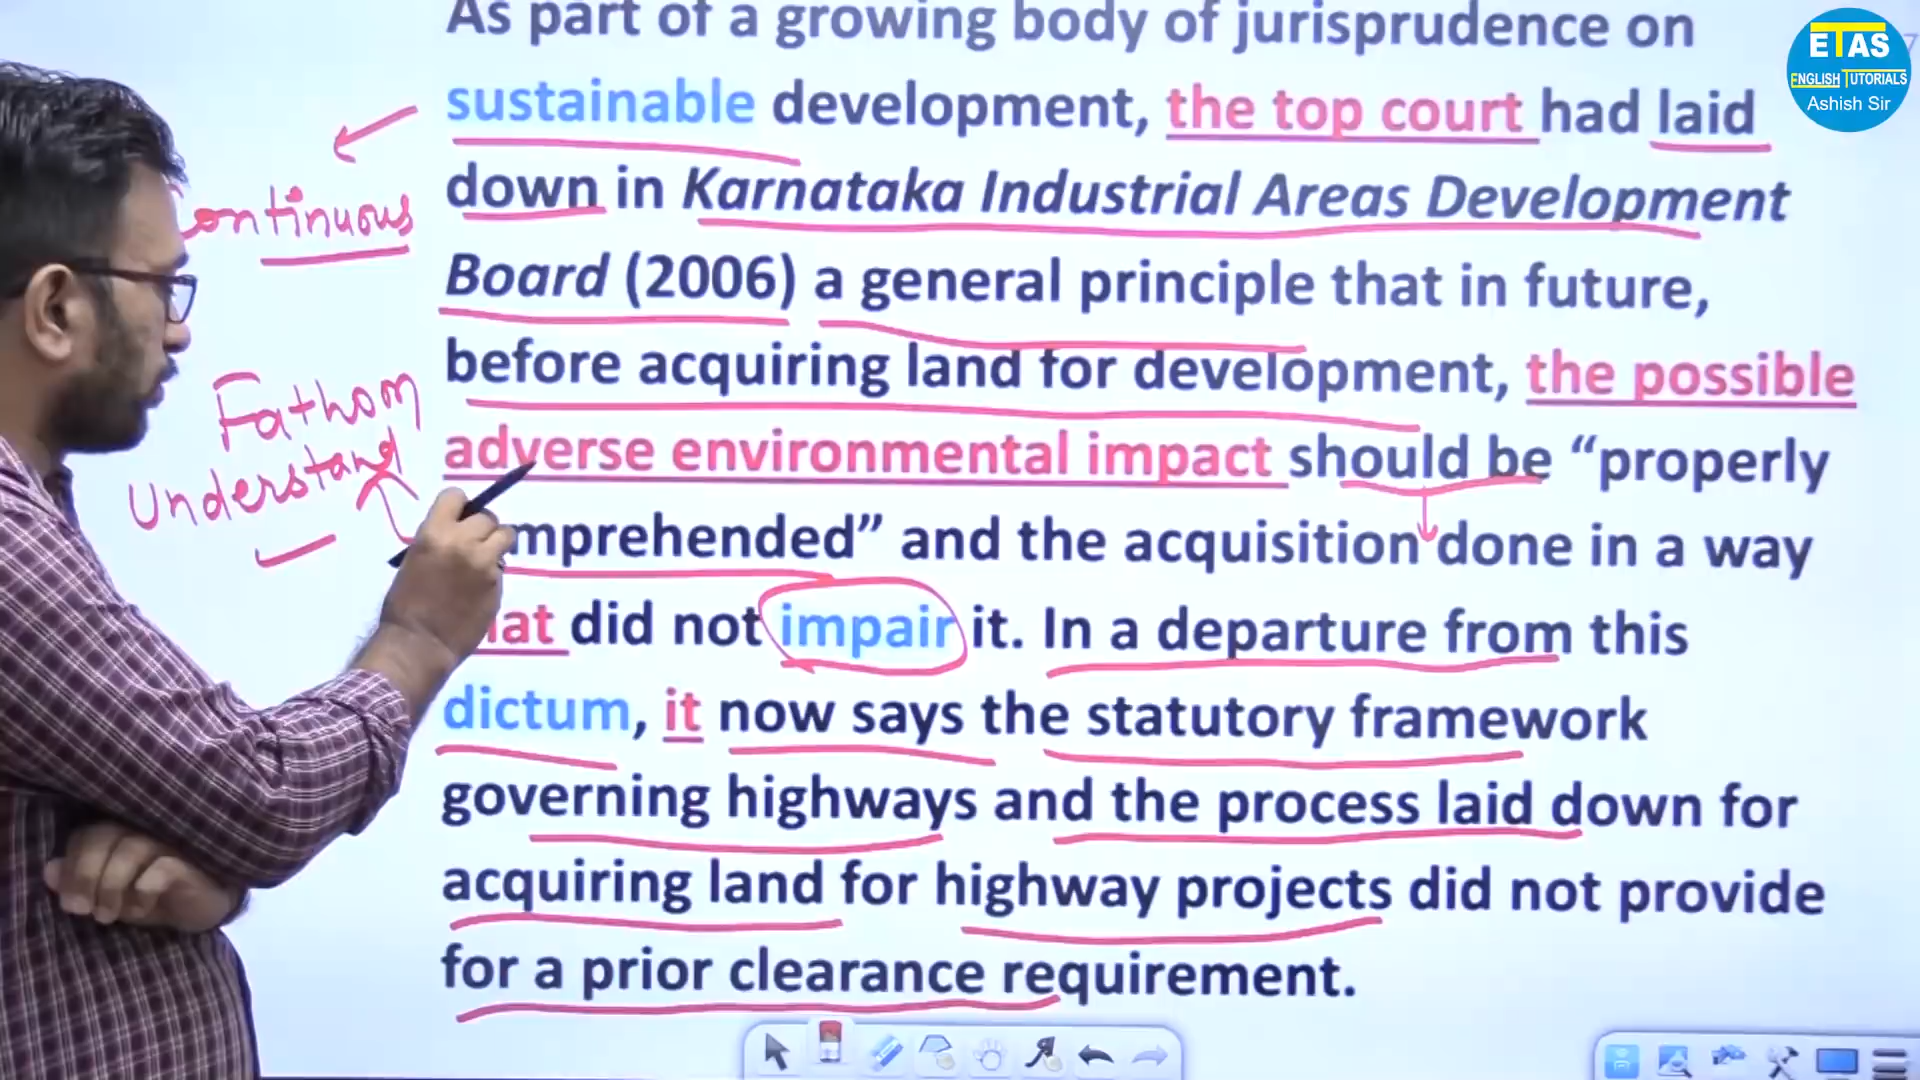 As part of a growing body of jurisprudence on
sustainable development, the top court had laid
down in Karnataka Industrial Areas Development
Board (2006) a general principle that in future,
before acquiring land for development, the possible
adverse environmental impact should be “properly
mprehended” and the acquisition done in a way
at did not impair it. In a departure from this
dictum, it now says the statutory framework
governing highways and the process laid down for
acquiring land for highway projects did not provide
for a prior clearance requirement.
Continuous
Fathom
Understand
ETAS
ENGLISH TUTORIALS
Ashish Sir
7